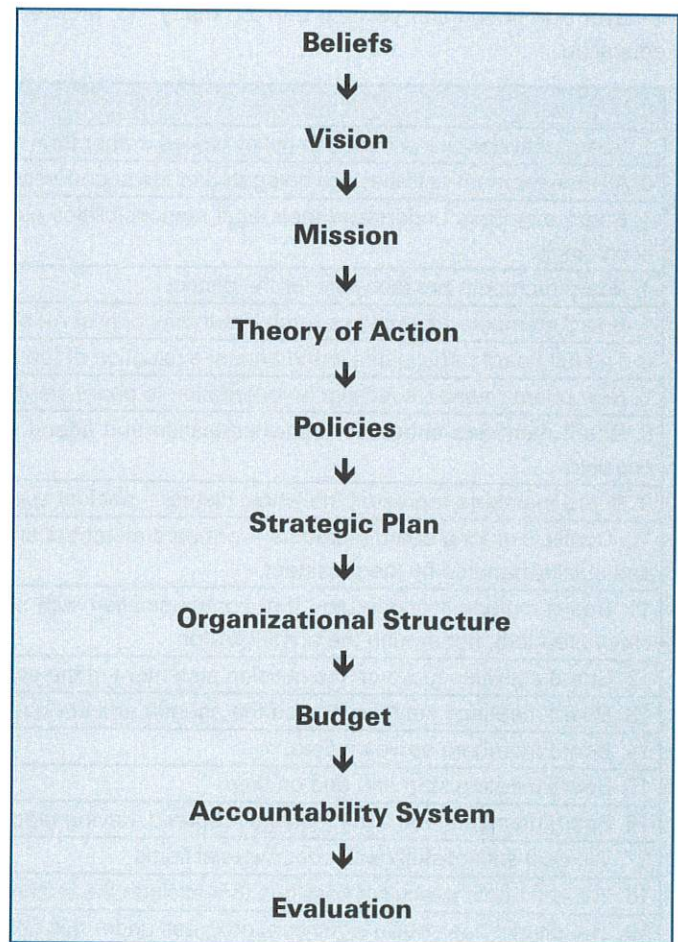 Beliefs
Vision
Mission
Theory of Action
Policies
Strategic Plan
Organizational Structure
Budget
Accountability System
Evaluation